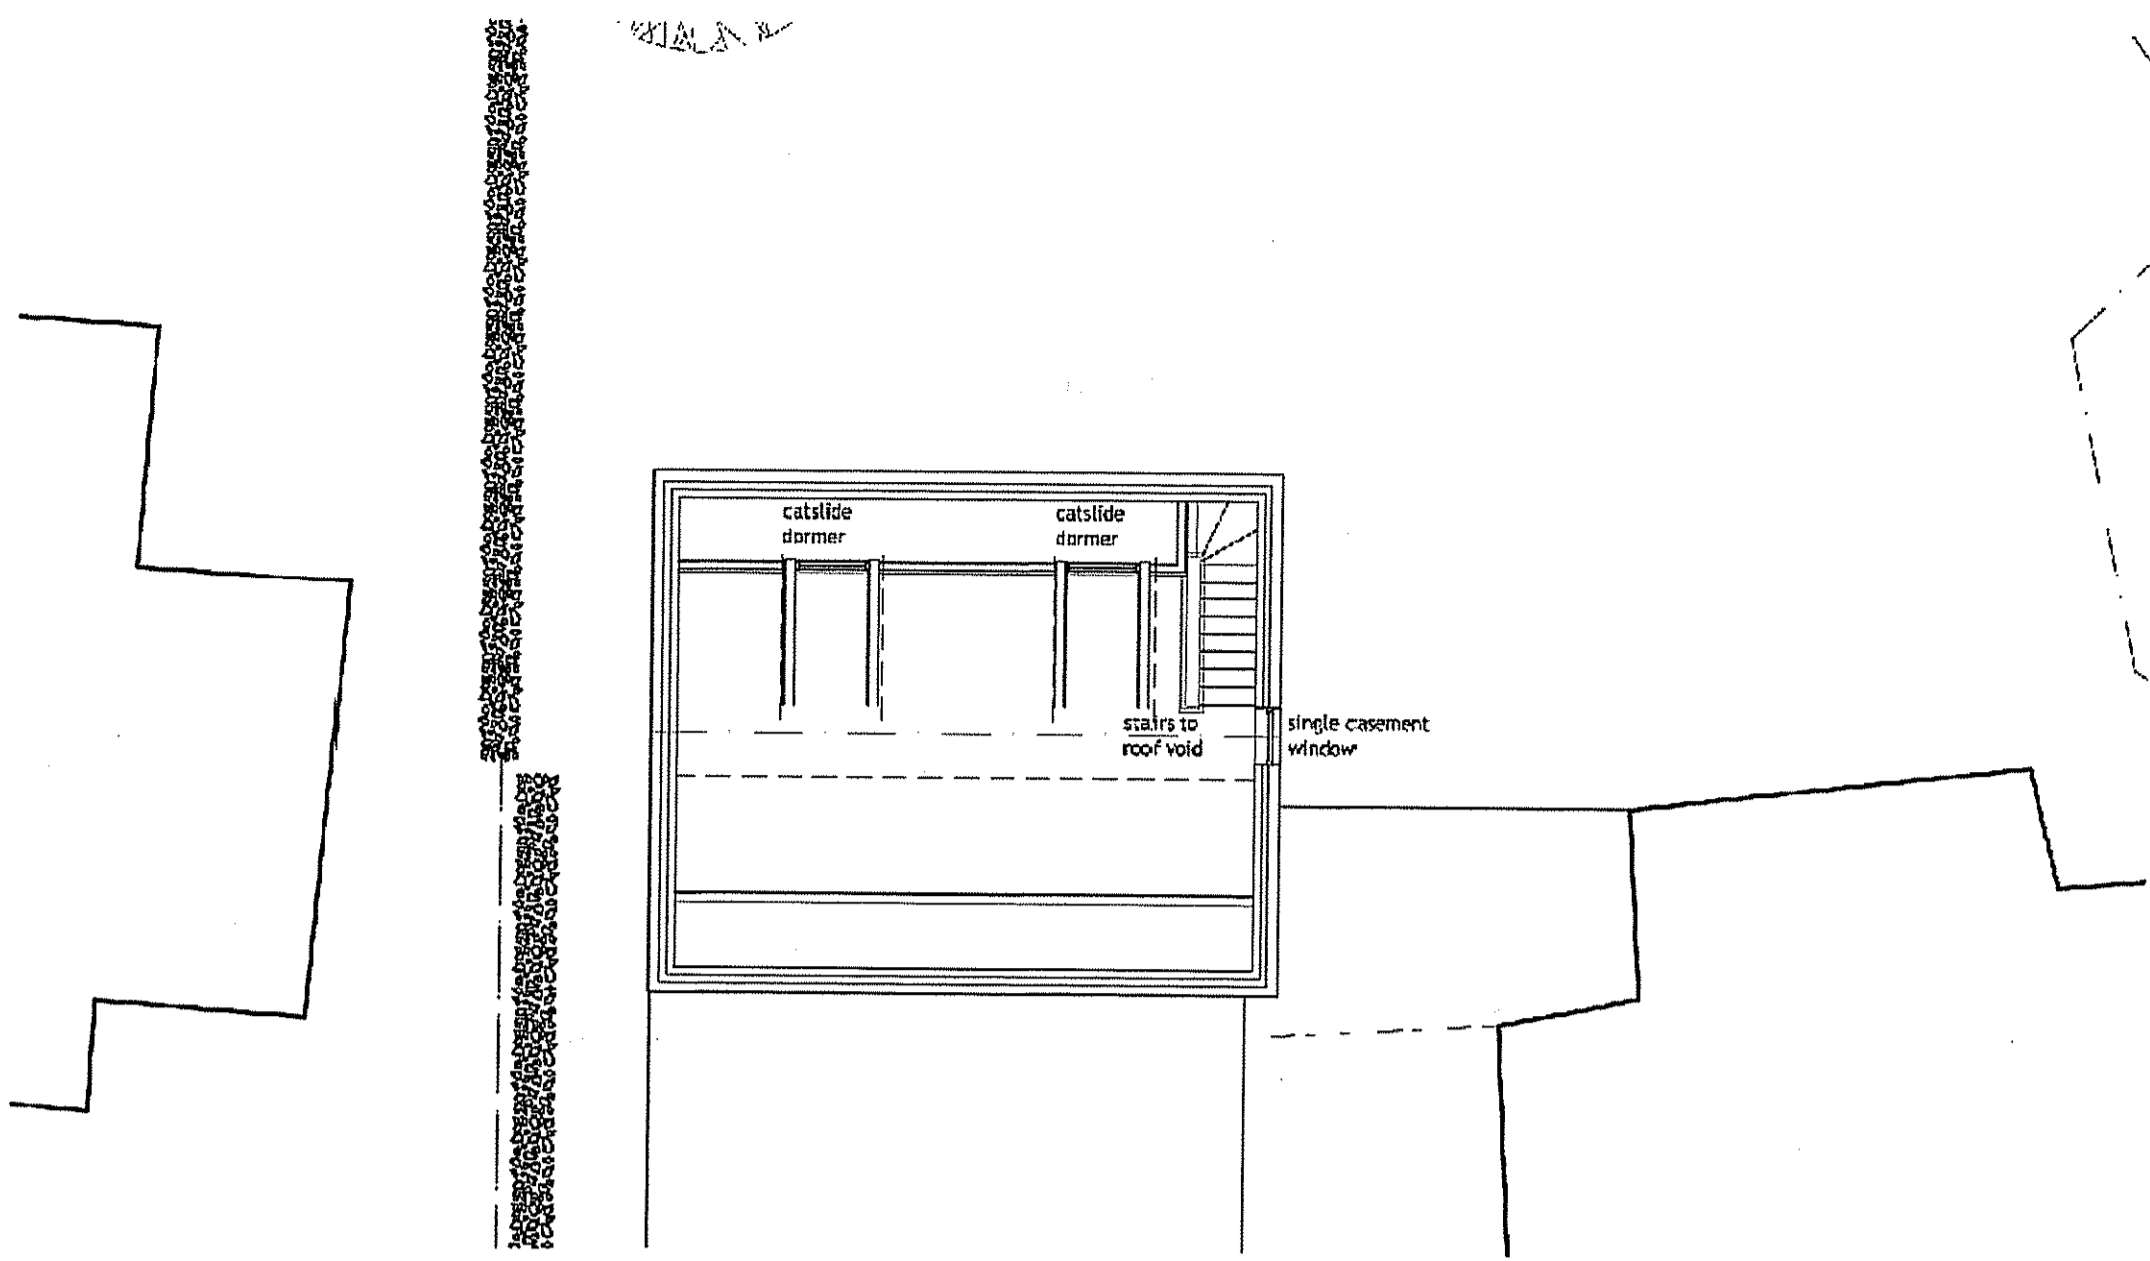 catslide
dormer
catslide
dormer
stairs to
roof void
single casement
window